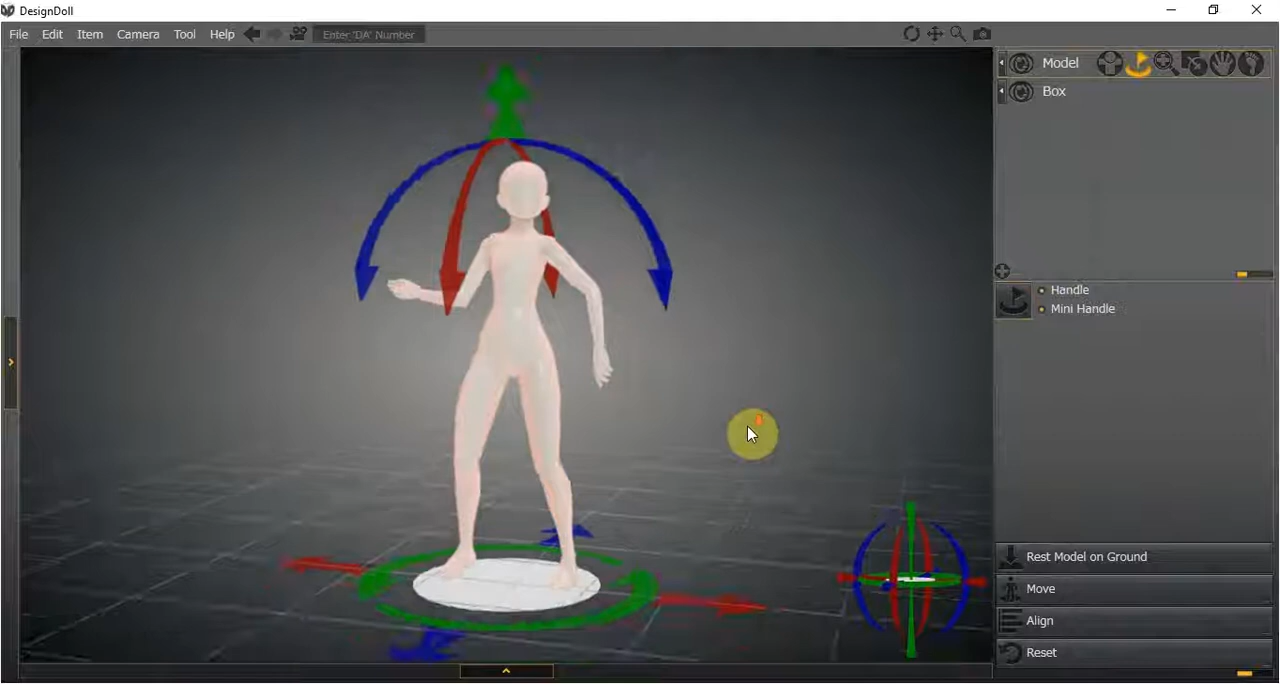 DesignDoll
File Edit Item Camera Tool Help Enter 'DA' Number
Model
Box
Handle
Mini Handle
Rest Model on Ground
Move
Align
Reset